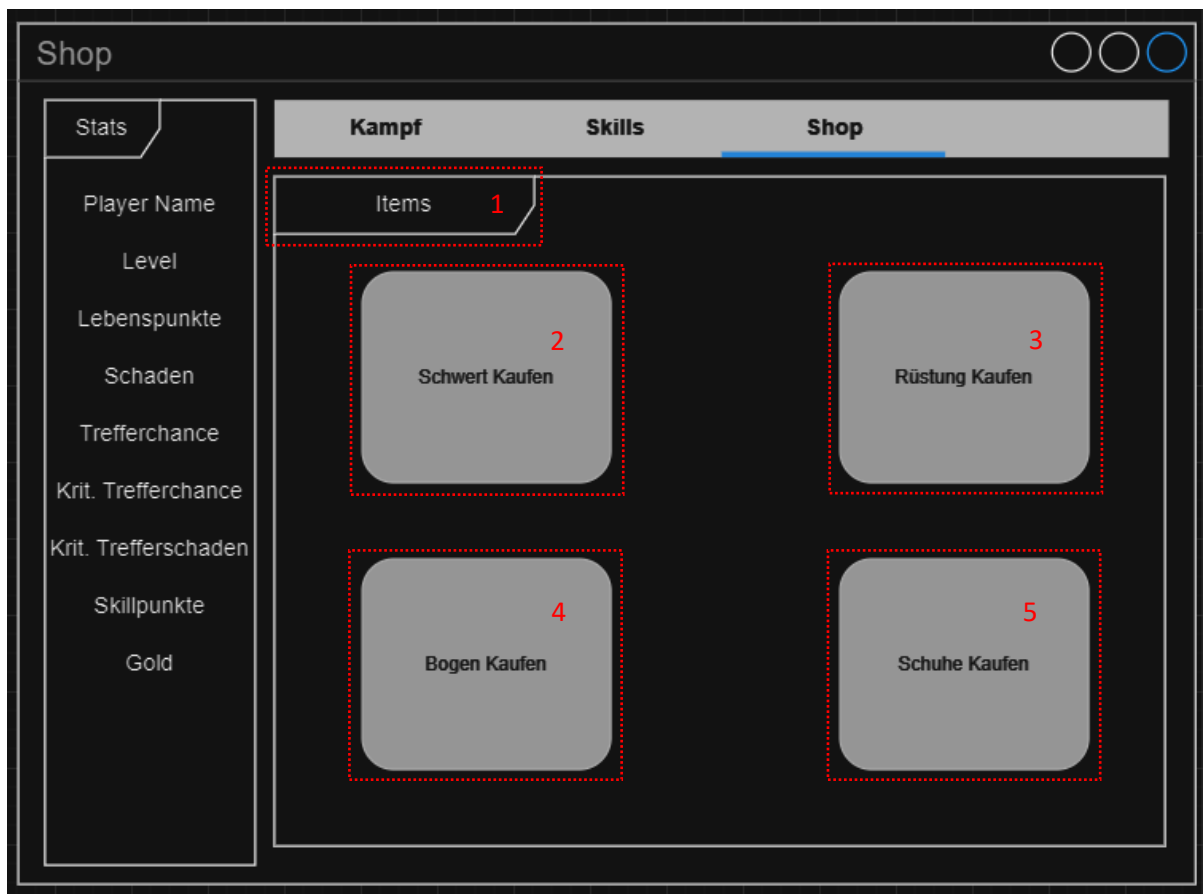 Shop
Stats
Player Name
Level
Lebenspunkte
Schaden
Trefferchance
Krit. Trefferchance
Krit. Trefferschaden
Skillpunkte
Gold
Kampf Skills Shop
Items 1
2
Schwert Kaufen
3
Rüstung Kaufen
4
Bogen Kaufen
5
Schuhe Kaufen